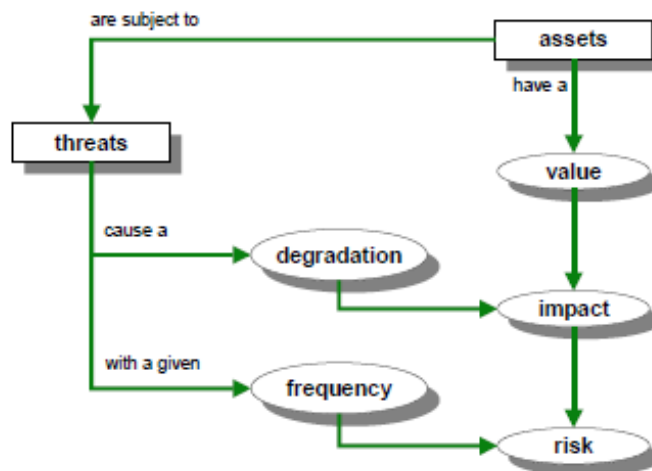 are subject to
assets
have a
threats
value
cause a
degradation
impact
with a given
frequency
risk